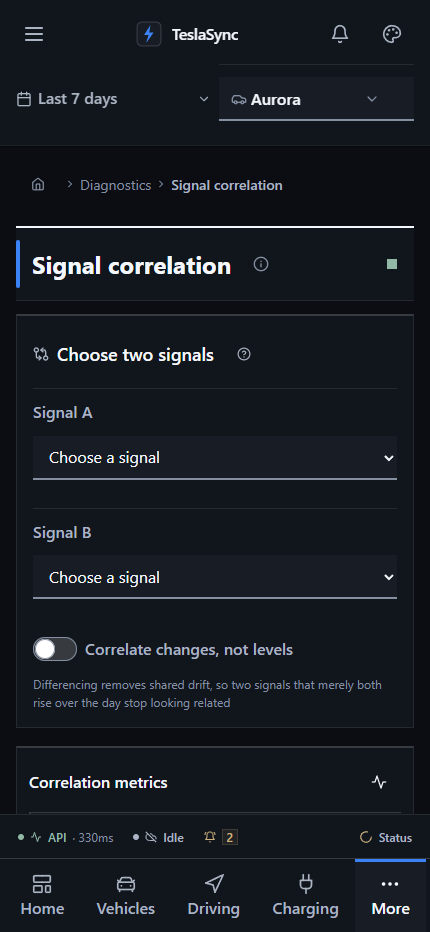 TeslaSync
Last 7 days
Aurora
Diagnostics
Signal correlation
Signal correlation
Choose two signals
Signal A
Choose a signal
Signal B
Choose a signal
Correlate changes, not levels
Differencing removes shared drift, so two signals that merely both
rise over the day stop looking related
Correlation metrics
API · 330ms
Idle
2
Status
Home
Vehicles
Driving
Charging
More